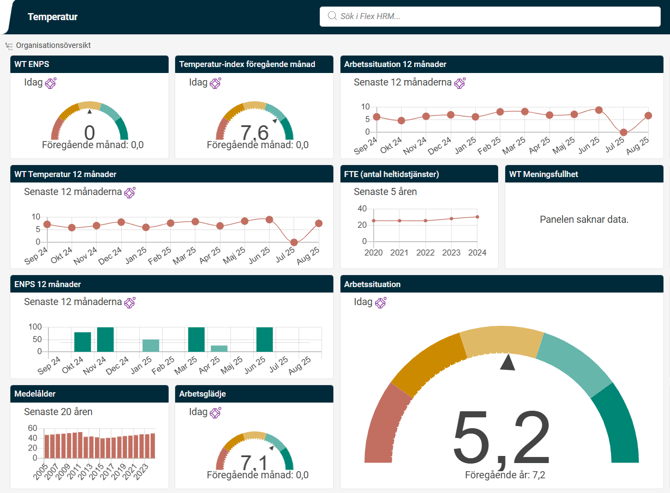 Temperatur
Sök i Flex HRM...
Organisationsöversikt
WT ENPS
Idag
0
Föregående månad: 0,0
Temperatur-index föregående månad
Idag
7,6
Föregående månad: 0,0
Arbetssituation 12 månader
Senaste 12 månaderna
10
5
0
Sep 24 Okt 24 Nov 24 Dec 24 Jan 25 Feb 25 Mar 25 Apr 25 Maj 25 Jun 25 Jul 25 Aug 25
WT Temperatur 12 månader
Senaste 12 månaderna
10
5
0
Sep 24 Okt 24 Nov 24 Dec 24 Jan 25 Feb 25 Mar 25 Apr 25 Maj 25 Jun 25 Jul 25 Aug 25
FTE (antal heltidstjänster)
Senaste 5 åren
40
20
0
2020 2021 2022 2023 2024
WT Meningsfullhet
Panelen saknar data.
ENPS 12 månader
Senaste 12 månaderna
100
50
0
Sep 24 Okt 24 Nov 24 Dec 24 Jan 25 Feb 25 Mar 25 Apr 25 Maj 25 Jun 25 Jul 25 Aug 25
Arbetssituation
Idag
5,2
Föregående år: 7,2
Medelålder
Senaste 20 åren
60
40
20
0
2005 2007 2009 2011 2013 2015 2017 2019 2021 2023
Arbetsglädje
Idag
7,1
Föregående månad: 0,0